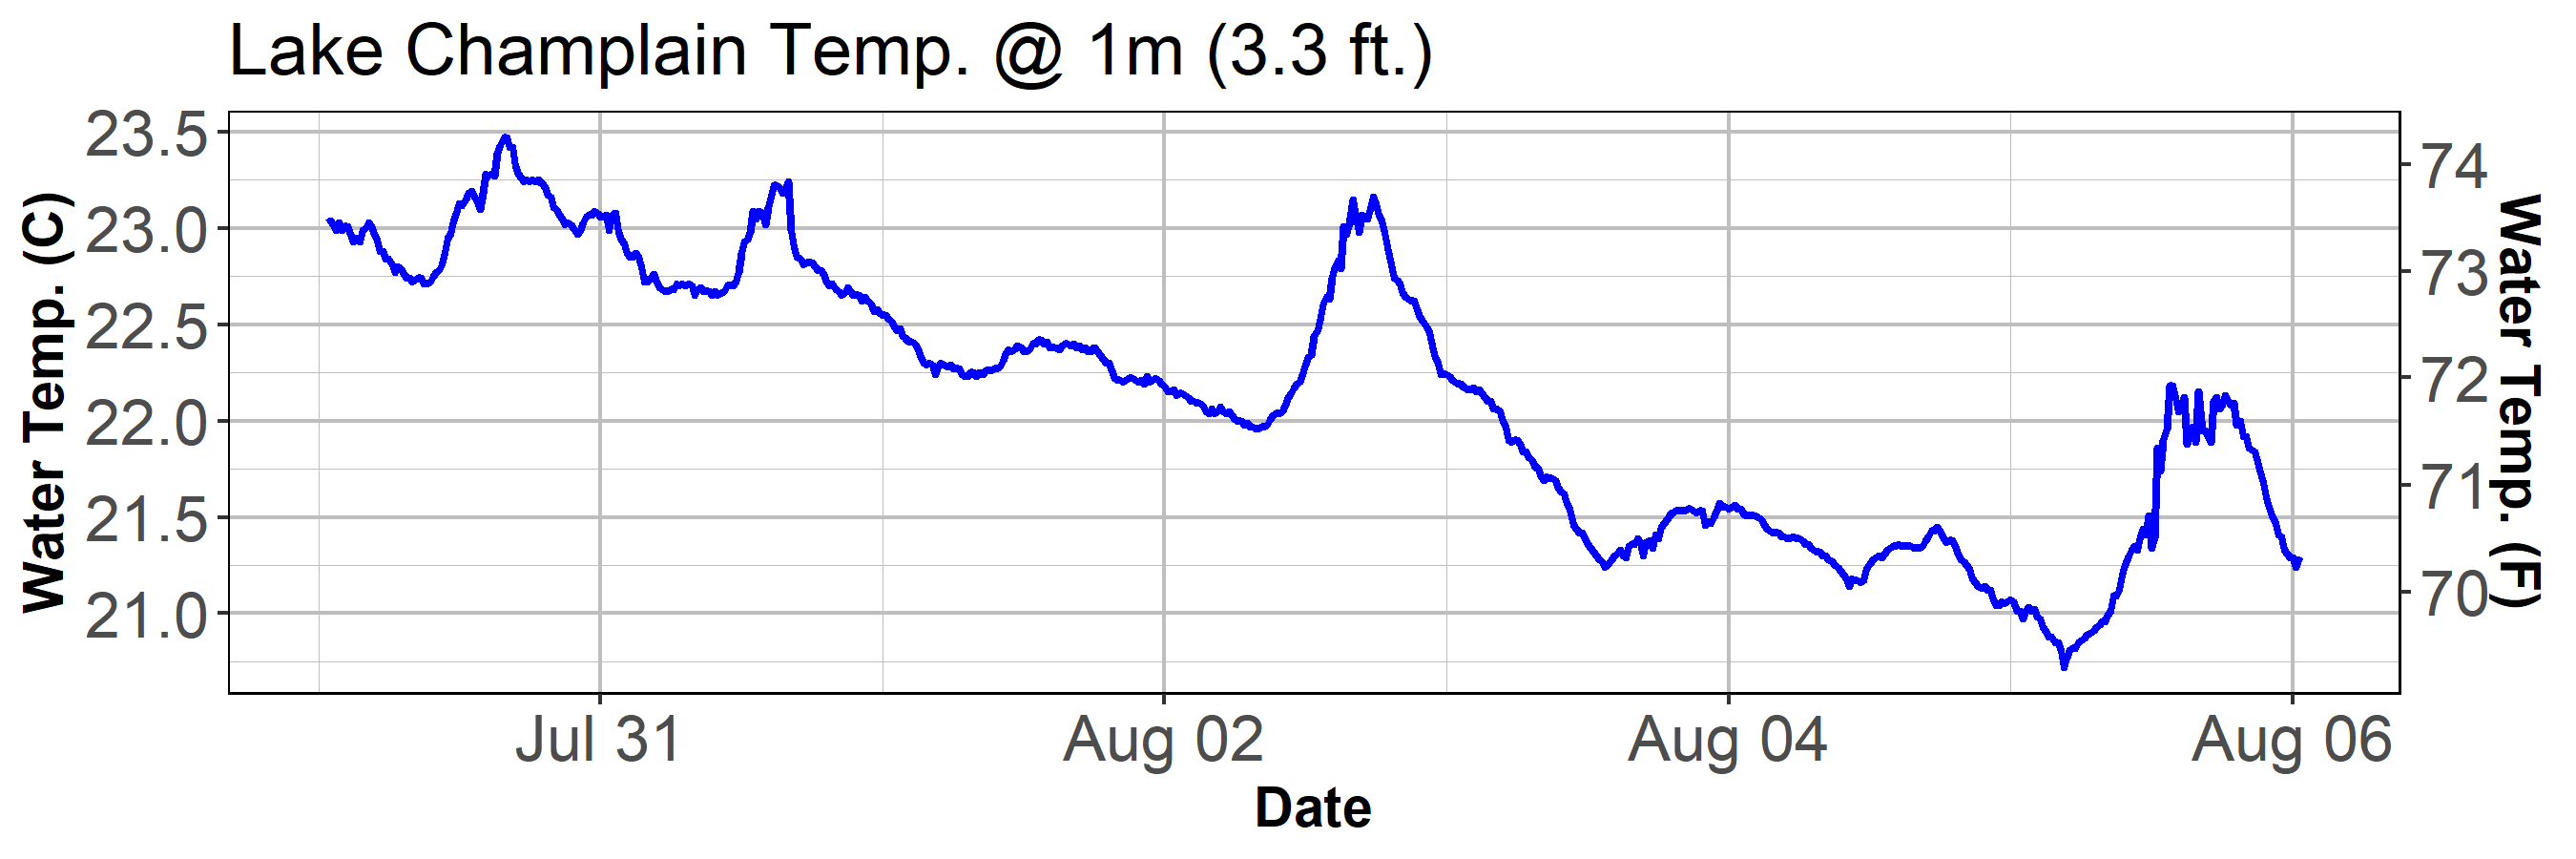 Lake Champlain Temp. @ 1m (3.3 ft.)
Water Temp. (C)
23.5
23.0
22.5
22.0
21.5
21.0
74
73
72
71
70
Water Temp. (F)
Jul 31 Aug 02 Aug 04 Aug 06
Date